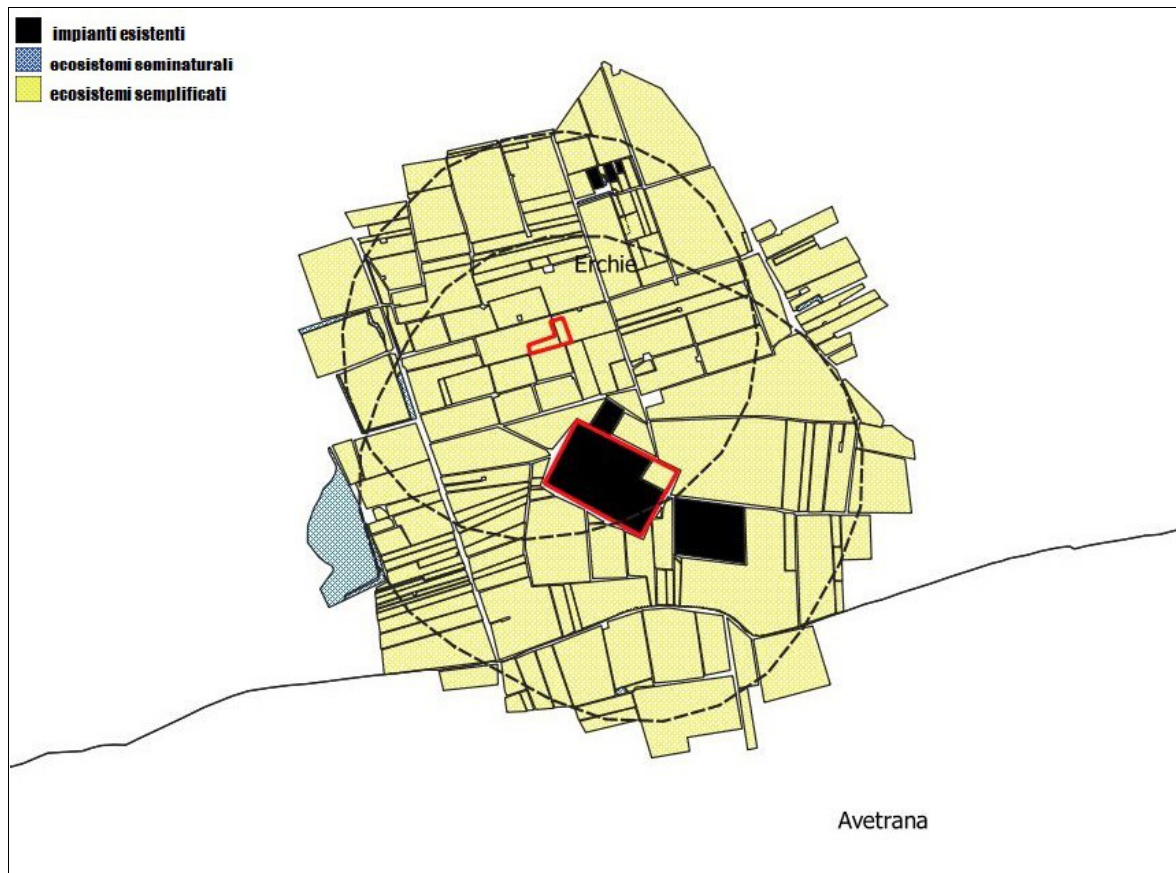 impianti esistenti
ecosistemi seminaturali
ecosistemi semplificati
Erchie
Avetrana